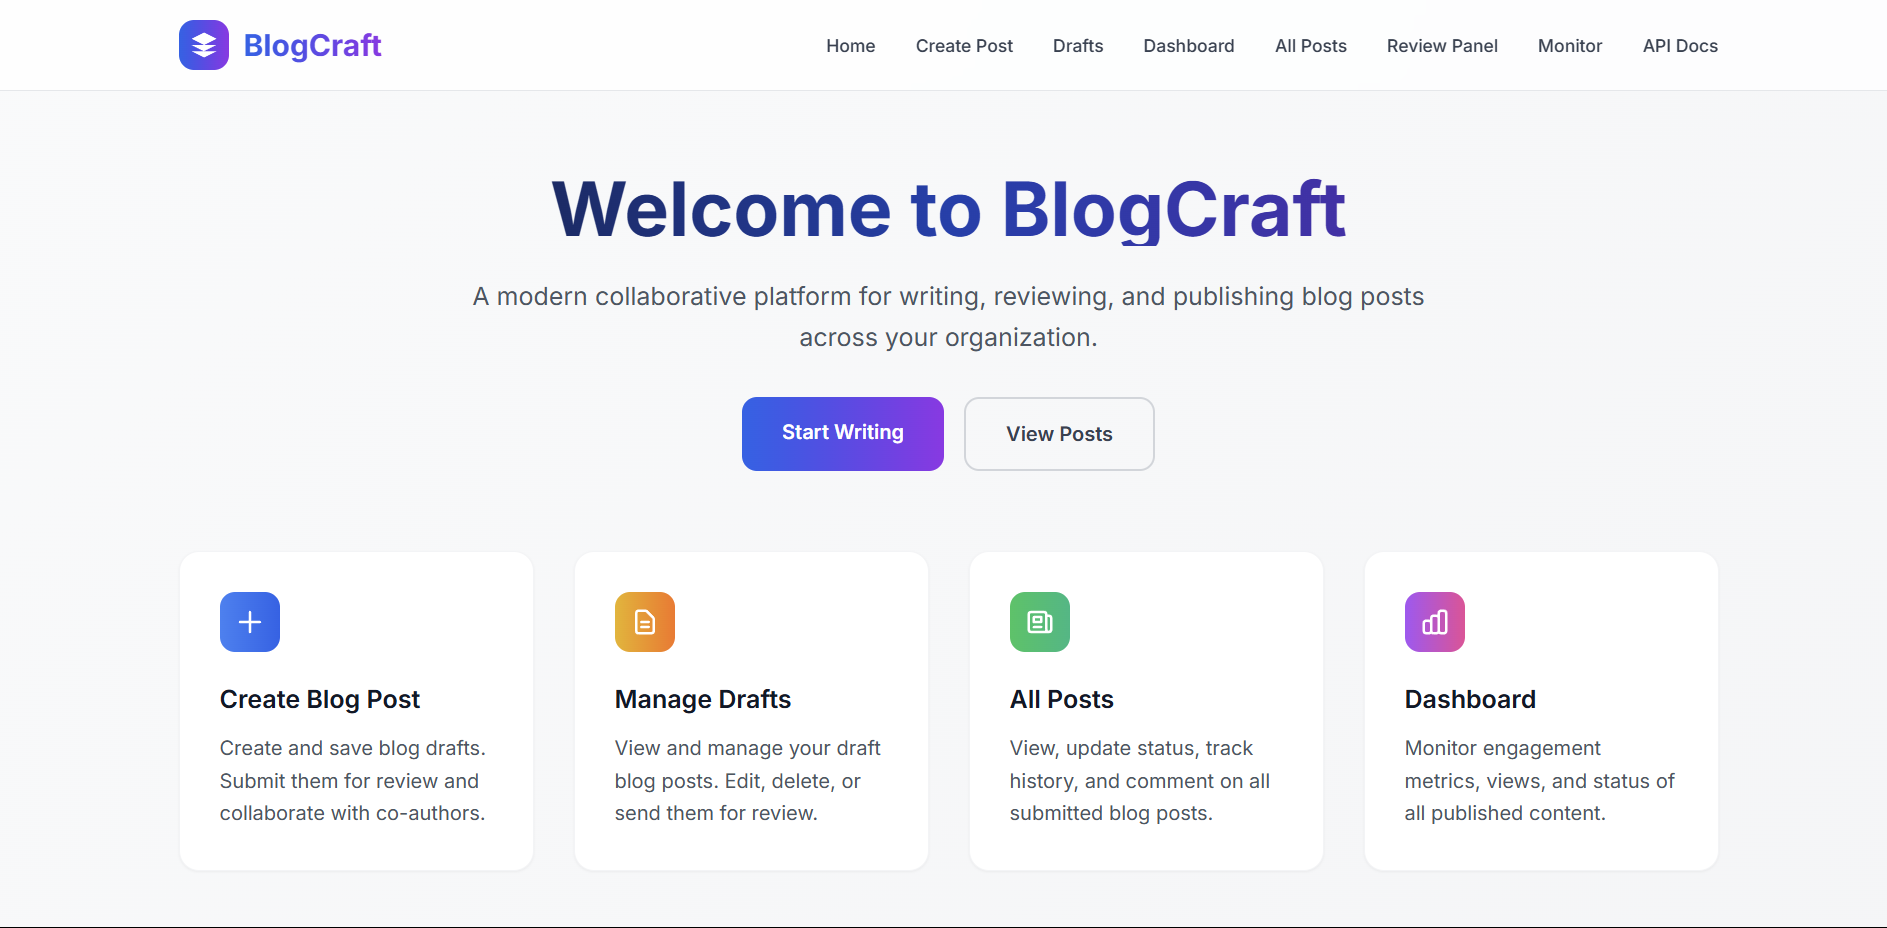 BlogCraft
Home
Create Post
Drafts
Dashboard
All Posts
Review Panel
Monitor
API Docs
Welcome to BlogCraft
A modern collaborative platform for writing, reviewing, and publishing blog posts
across your organization.
Start Writing
View Posts
Create Blog Post
Create and save blog drafts.
Submit them for review and
collaborate with co-authors.
Manage Drafts
View and manage your draft
blog posts. Edit, delete, or
send them for review.
All Posts
View, update status, track
history, and comment on all
submitted blog posts.
Dashboard
Monitor engagement
metrics, views, and status of
all published content.